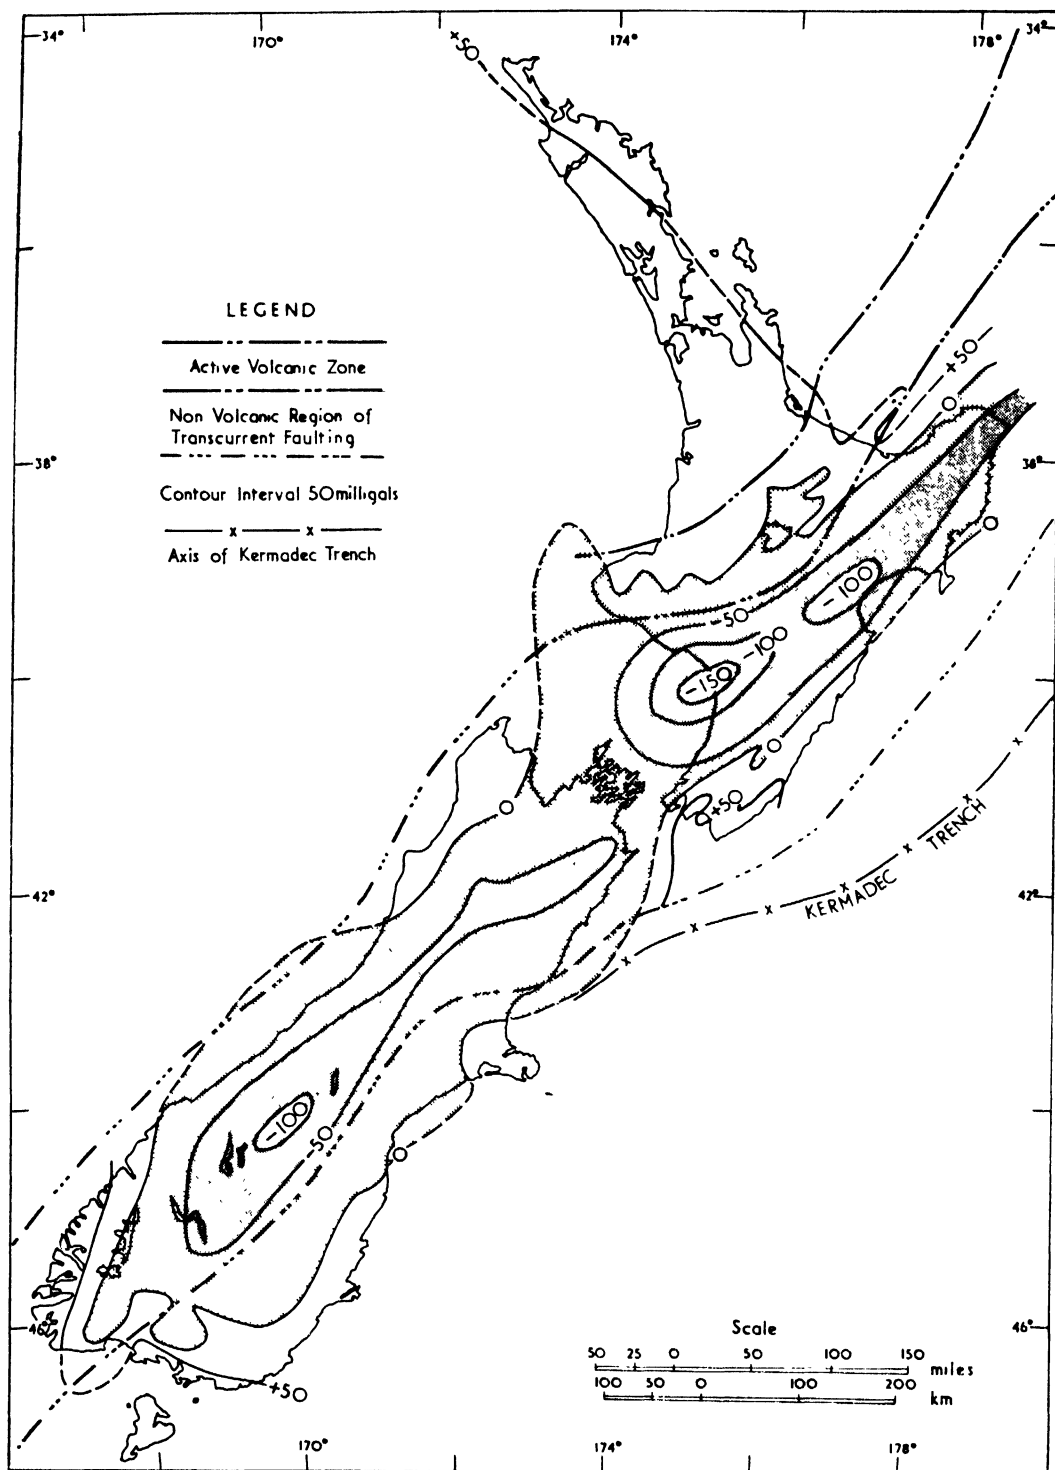 34° 170° 174° 178° 34°
+50
LEGEND
Active Volcanic Zone
Non Volcanic Region of
Transcurrent Faulting
Contour Interval 50 milligals
x x
Axis of Kermadec Trench
+50
0
38° 38°
0
-100
-50
-100
-150
0
0
+50
x
x
TRENCH
x
x
KERMADEC
x
x
x
42° 42°
-100
50
0
46° 46°
+50
Scale
50 25 0 50 100 150 miles
100 50 0 100 200 km
170° 174° 178°